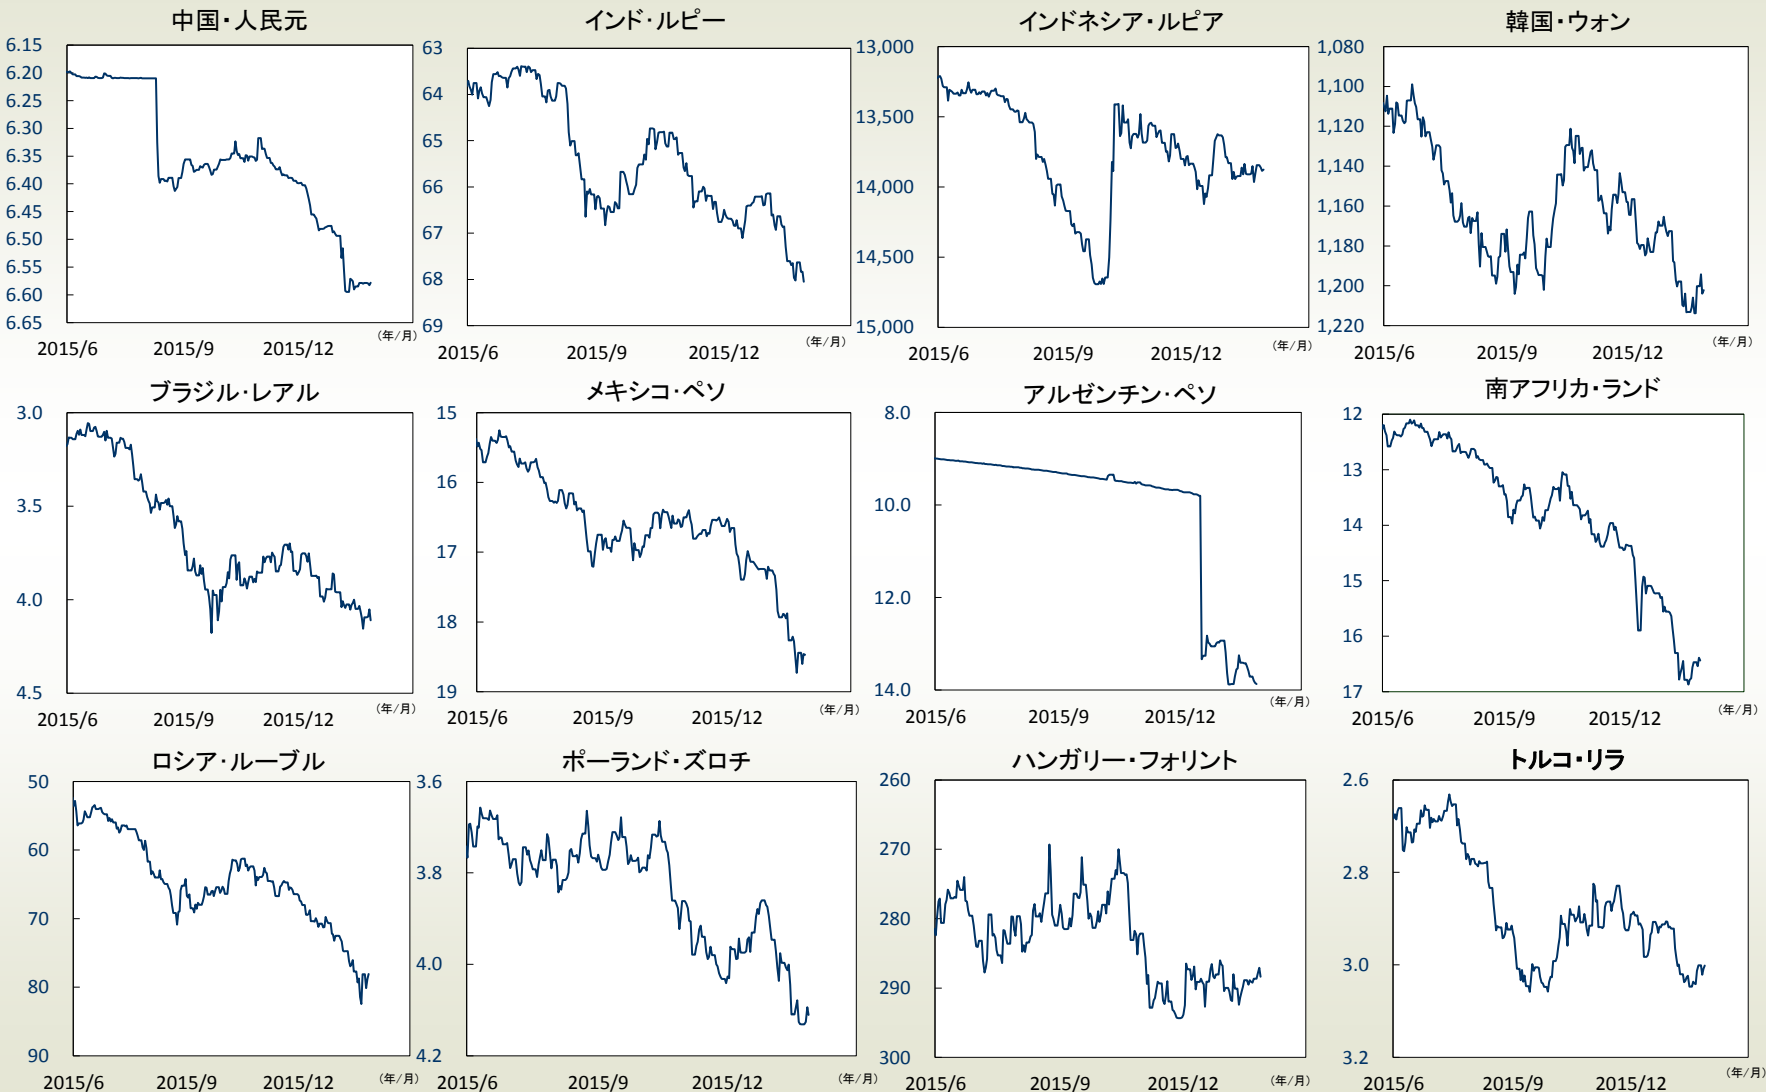 中国・人民元
6.15
6.20
6.25
6.30
6.35
6.40
6.45
6.50
6.55
6.60
6.65
2015/6 2015/9 2015/12 (年/月)
インド・ルピー
63
64
65
66
67
68
69
2015/6 2015/9 2015/12 (年/月)
インドネシア・ルピア
13,000
13,500
14,000
14,500
15,000
2015/6 2015/9 2015/12 (年/月)
韓国・ウォン
1,080
1,100
1,120
1,140
1,160
1,180
1,200
1,220
2015/6 2015/9 2015/12 (年/月)
ブラジル・レアル
3.0
3.5
4.0
4.5
2015/6 2015/9 2015/12 (年/月)
メキシコ・ペソ
15
16
17
18
19
2015/6 2015/9 2015/12 (年/月)
アルゼンチン・ペソ
8.0
10.0
12.0
14.0
2015/6 2015/9 2015/12 (年/月)
南アフリカ・ランド
12
13
14
15
16
17
2015/6 2015/9 2015/12 (年/月)
ロシア・ルーブル
50
60
70
80
90
2015/6 2015/9 2015/12 (年/月)
ポーランド・ズロチ
3.6
3.8
4.0
4.2
2015/6 2015/9 2015/12 (年/月)
ハンガリー・フォリント
260
270
280
290
300
2015/6 2015/9 2015/12 (年/月)
トルコ・リラ
2.6
2.8
3.0
3.2
2015/6 2015/9 2015/12 (年/月)